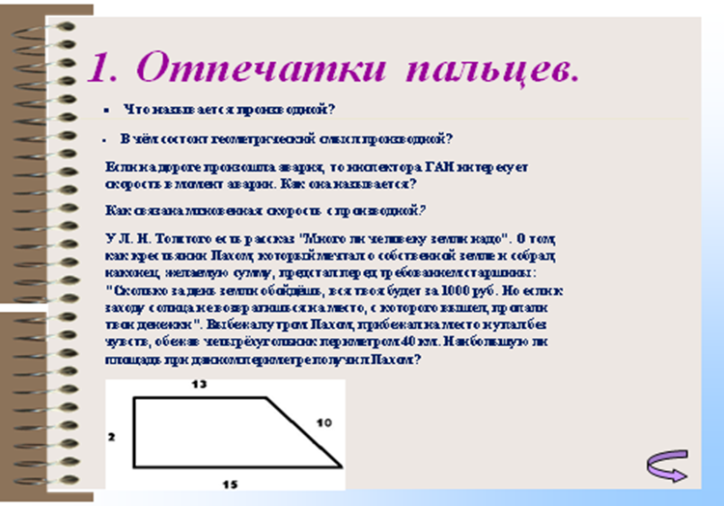 1. Отпечатки пальцев.
• Что называется производной?
• В чём состоит геометрический смысл производной?
Если на дороге произошла авария, то инспектора ГАИ интересует
скорость в момент аварии. Как она называется?
Как связана мгновенная скорость с производной?
У Л. Н. Толстого есть рассказ "Много ли человеку земли надо". О том,
как крестьянин Пахом, который мечтал о собственной земле и собрал,
наконец, желаемую сумму, предстал перед требованием старшины:
"Сколько за день земли обойдёшь, вся твоя будет за 1000 руб. Но если к
заходу солнца не возвратишься на место, с которого вышел, пропали
твои денежки". Выбежал утром Пахом, прибежал на место и упал без
чувств, обежав четырёхугольник периметром 40 км. Наибольшую ли
площадь при данном периметре получил Пахом?
13
10
2
15